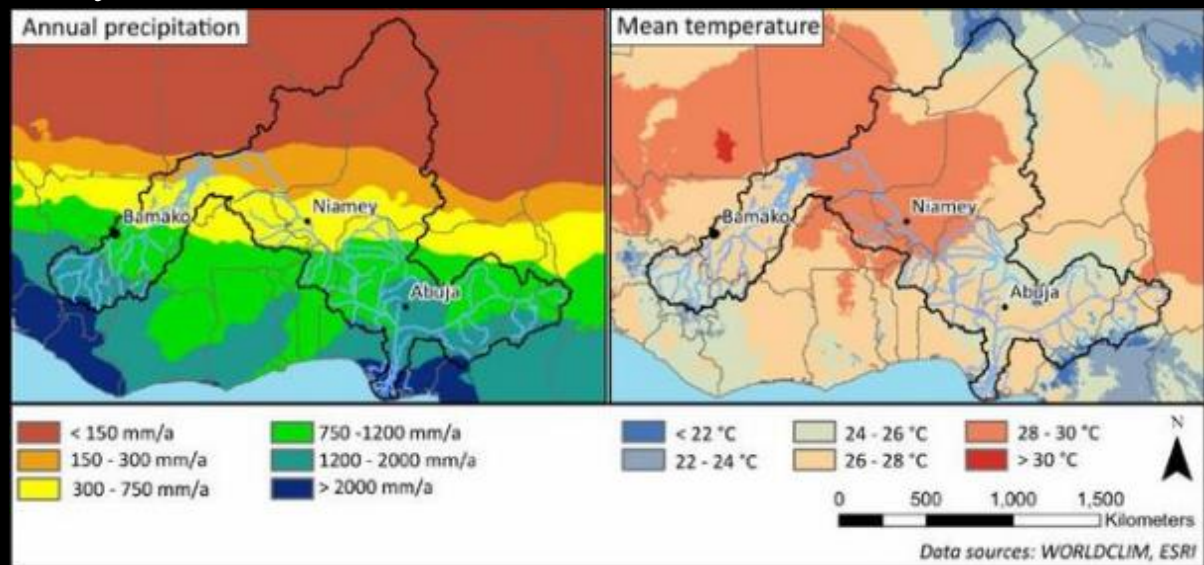 Annual precipitation
Bamako
Niamey
Abuja
Mean temperature
Bamako
Niamey
Abuja
< 150 mm/a
150 - 300 mm/a
300 - 750 mm/a
750 -1200 mm/a
1200 - 2000 mm/a
> 2000 mm/a
< 22 °C
22 - 24 °C
24 - 26 °C
26 - 28 °C
28 - 30 °C
> 30 °C
N
0 500 1,000 1,500
Kilometers
Data sources: WORLDCLIM, ESRI